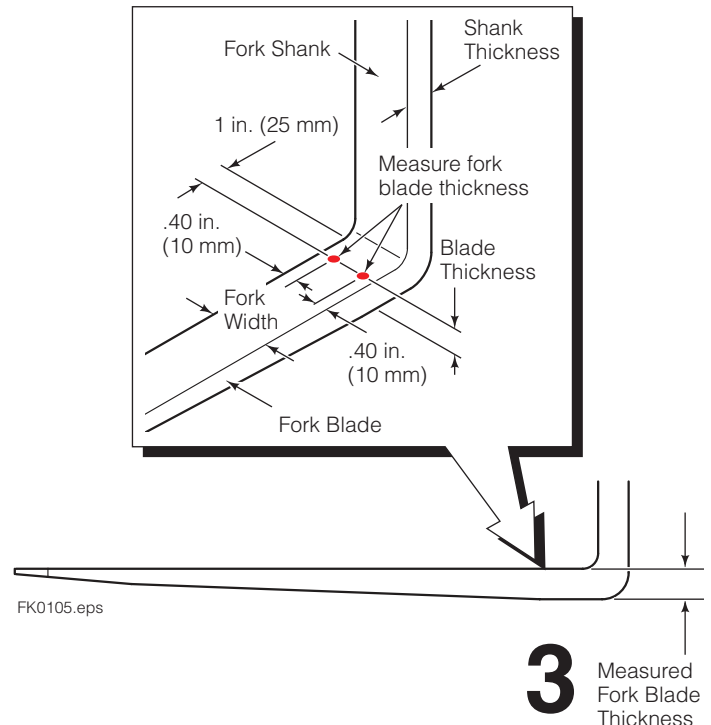 Fork Shank
Shank
Thickness
1 in. (25 mm)
Measure fork
blade thickness
.40 in.
(10 mm)
Blade
Thickness
Fork
Width
.40 in.
(10 mm)
Fork Blade
FK0105.eps
3
Measured
Fork Blade
Thickness